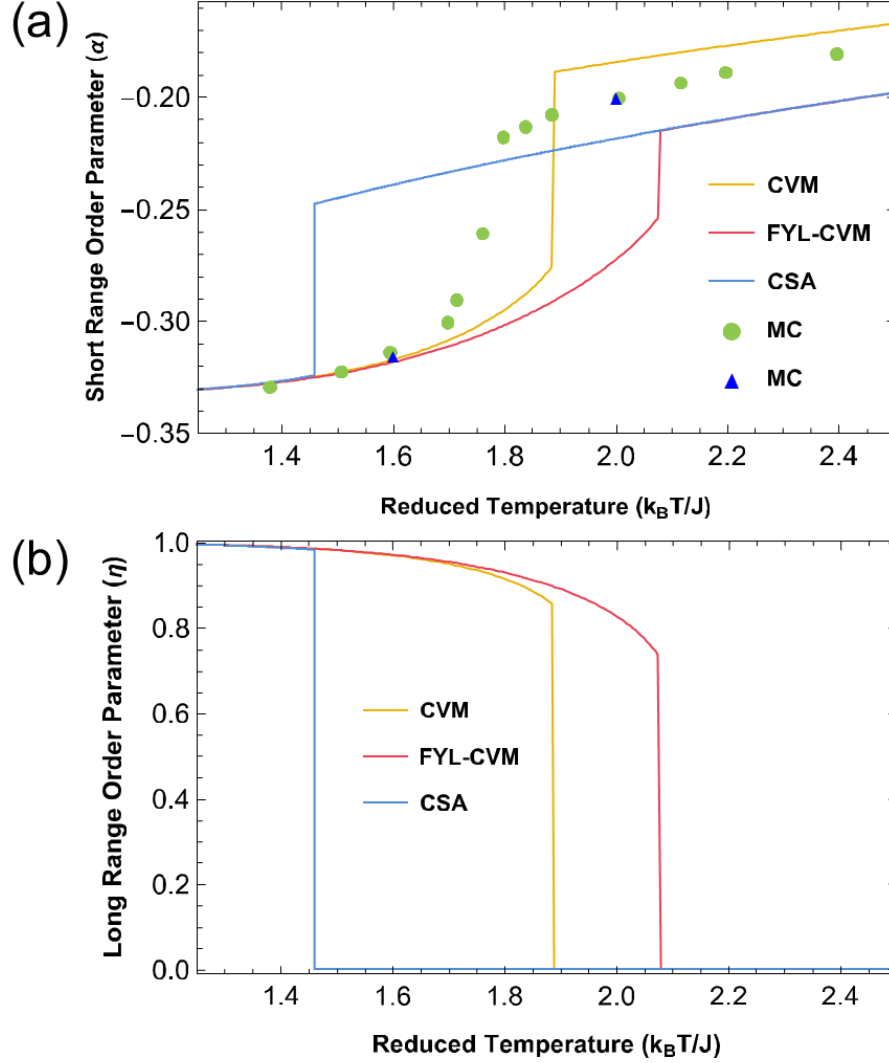 (a)
Short Range Order Parameter (α)
−0.20
−0.25
−0.30
−0.35
CVM
FYL-CVM
CSA
MC
MC
1.4 1.6 1.8 2.0 2.2 2.4
Reduced Temperature (k_BT/J)
(b)
Long Range Order Parameter (η)
1.0
0.8
0.6
0.4
0.2
0.0
CVM
FYL-CVM
CSA
1.4 1.6 1.8 2.0 2.2 2.4
Reduced Temperature (k_BT/J)